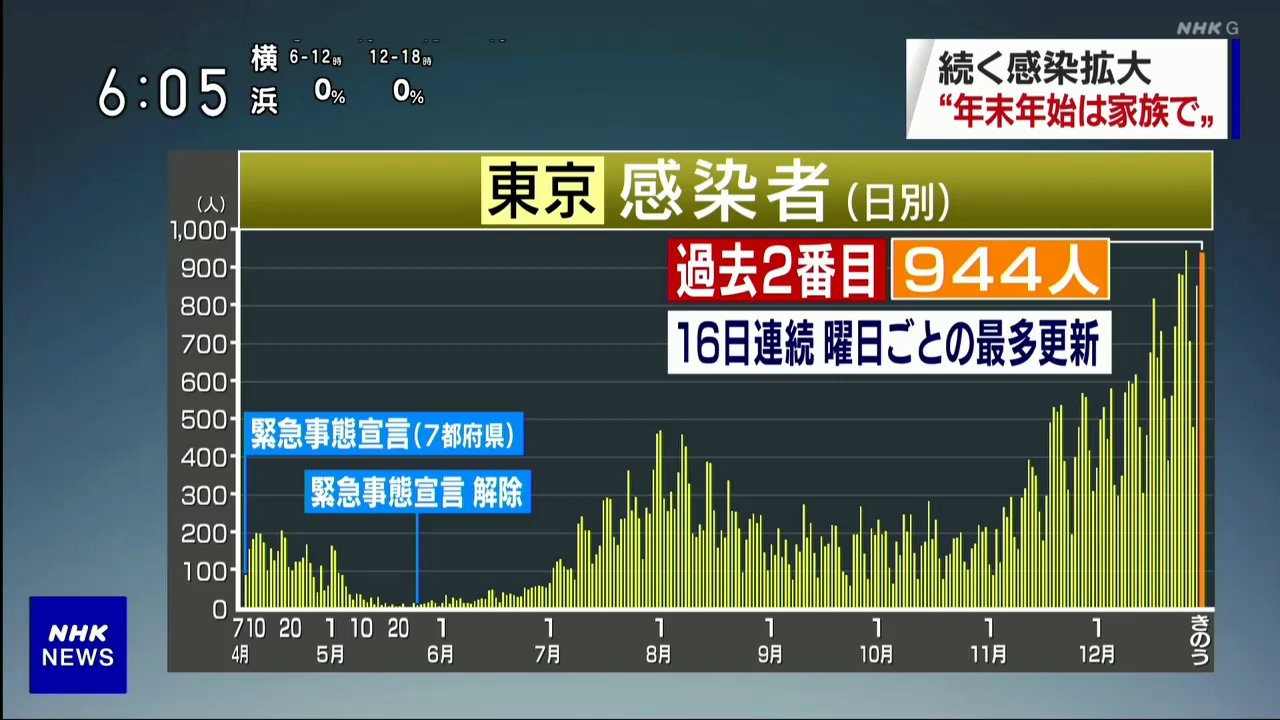 NHK G
6:05
横浜
6-12時 12-18時
0% 0%
続く感染拡大
“年末年始は家族で„
東京 感染者(日別)
(人)
1,000
900
800
700
600
500
400
300
200
100
0
過去2番目 944人
16日連続 曜日ごとの最多更新
緊急事態宣言(7都府県)
緊急事態宣言 解除
7 10 20 1 10 20 1 1 1 1 1 1 1 きのう
4月 5月 6月 7月 8月 9月 10月 11月 12月
NHK
NEWS